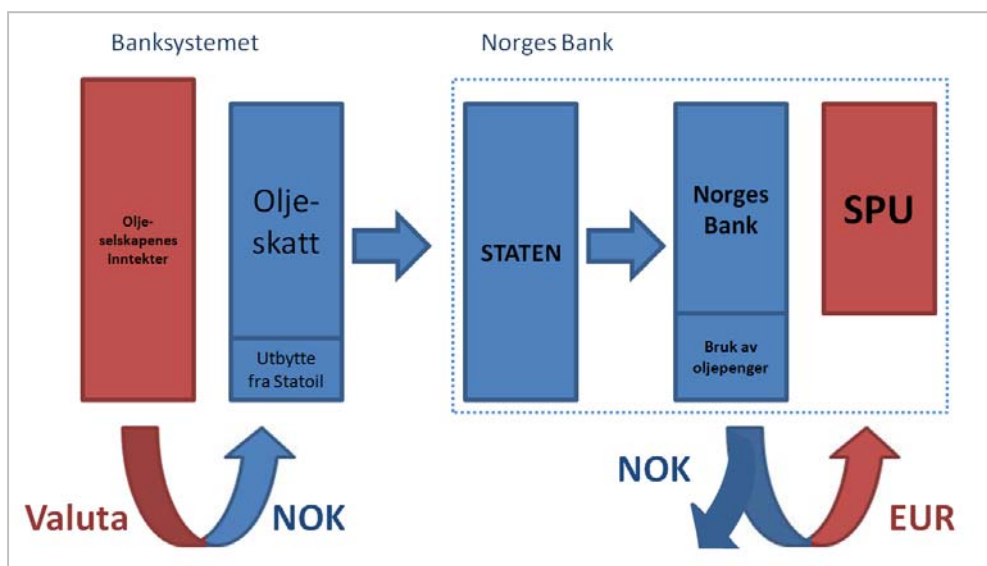 Banksystemet
Norges Bank
Olje-
selskapenes
Inntekter
Olje-
skatt
Utbytte
fra Statoil
STATEN
Norges
Bank
Bruk av
oljepenger
SPU
Valuta
NOK
NOK
EUR